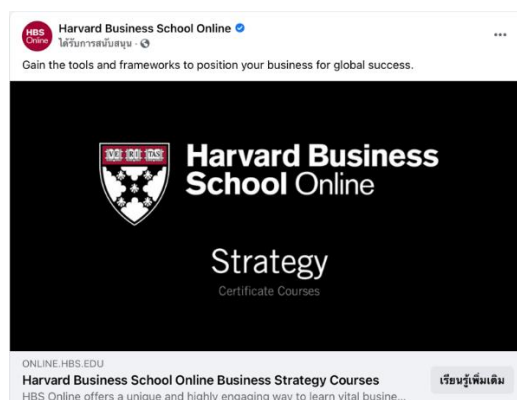 HBS
Online
Harvard Business School Online
ได้รับการสนับสนุน ·
Gain the tools and frameworks to position your business for global success.
VE RI TAS
Harvard Business
School Online
Strategy
Certificate Courses
ONLINE.HBS.EDU
Harvard Business School Online Business Strategy Courses
เรียนรู้เพิ่มเติม
HBS Online offers a unique and highly engaging way to learn vital busine...